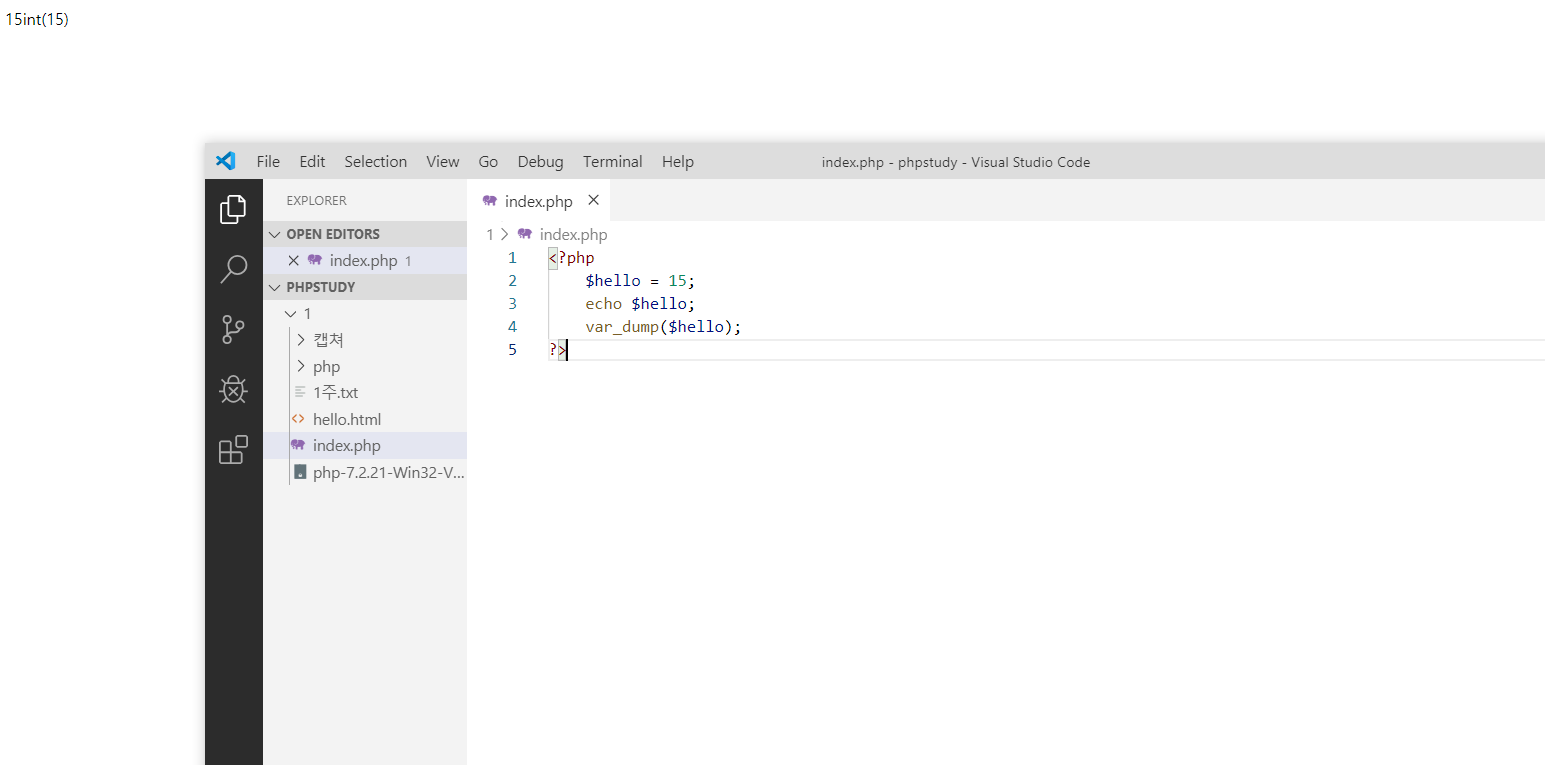 15int(15)
File Edit Selection View Go Debug Terminal Help index.php - phpstudy - Visual Studio Code
EXPLORER
OPEN EDITORS
index.php 1
PHPSTUDY
1
캡쳐
php
1주.txt
hello.html
index.php
php-7.2.21-Win32-V...
index.php
1 > index.php
1 <?php
2 $hello = 15;
3 echo $hello;
4 var_dump($hello);
5 ?>